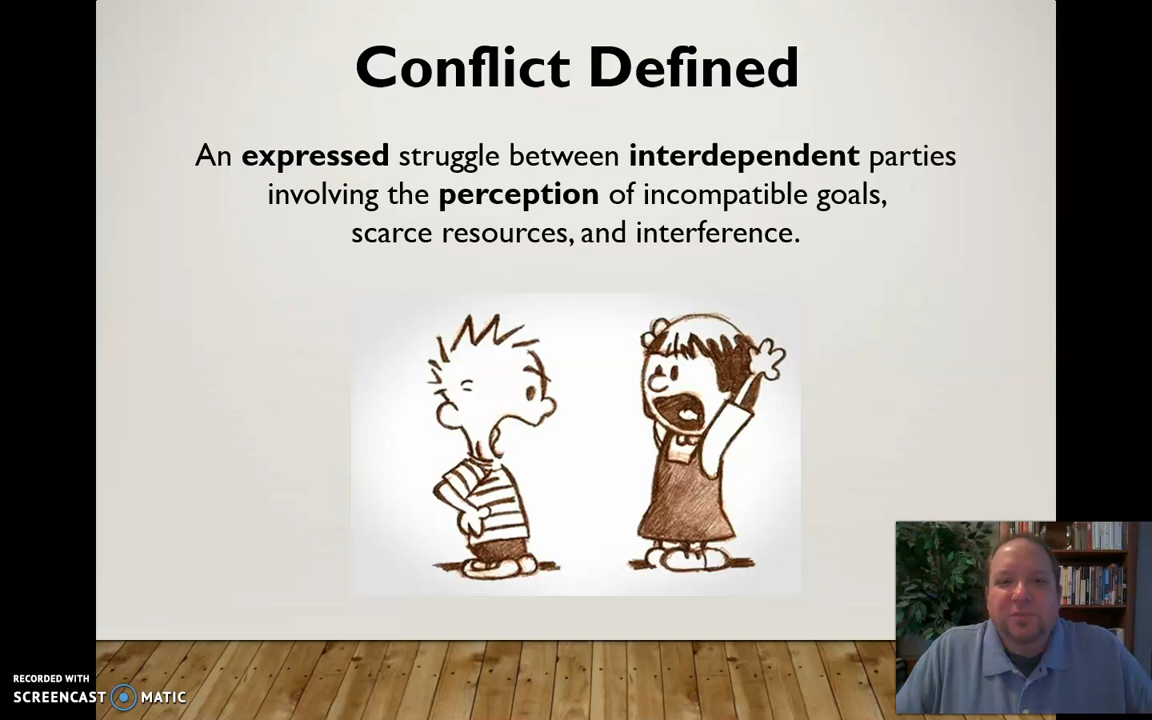 Conflict Defined
An expressed struggle between interdependent parties
involving the perception of incompatible goals,
scarce resources, and interference.
RECORDED WITH
SCREENCAST MATIC